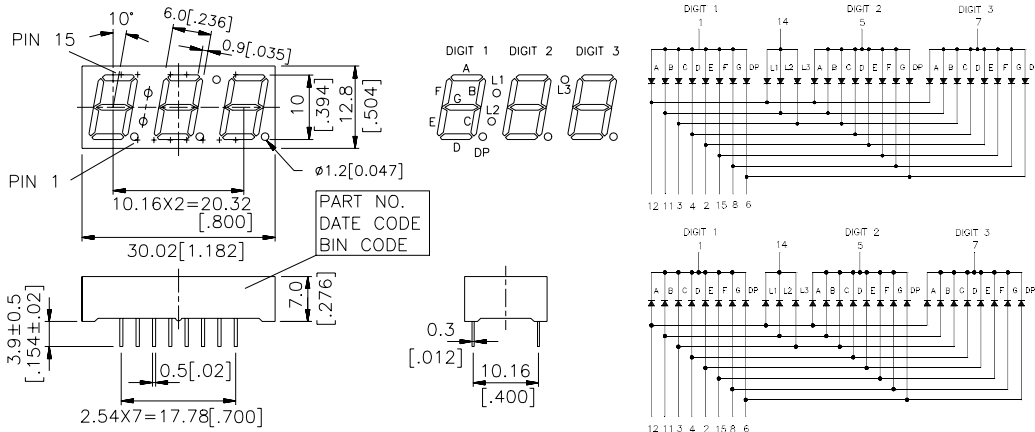 10°
6.0[.236]
PIN 15
0.9[.035]
10
[.394]
12.8
[.504]
PIN 1
ø1.2[0.047]
10.16X2=20.32
[.800]
30.02[1.182]
PART NO.
DATE CODE
BIN CODE
DIGIT 1 DIGIT 2 DIGIT 3
A
F B L1
G L3
E C L2
D DP
7.0
[.276]
3.9±0.5
[.154±.02]
0.5[.02]
2.54X7=17.78[.700]
0.3
[.012]
10.16
[.400]
DIGIT 1 DIGIT 2 DIGIT 3
1 14 5 7
A B C D E F G DP L1 L2 L3 A B C D E F G DP A B C D E F G DP
12 11 3 4 2 15 8 6
DIGIT 1 DIGIT 2 DIGIT 3
1 14 5 7
A B C D E F G DP L1 L2 L3 A B C D E F G DP A B C D E F G DP
12 11 3 4 2 15 8 6